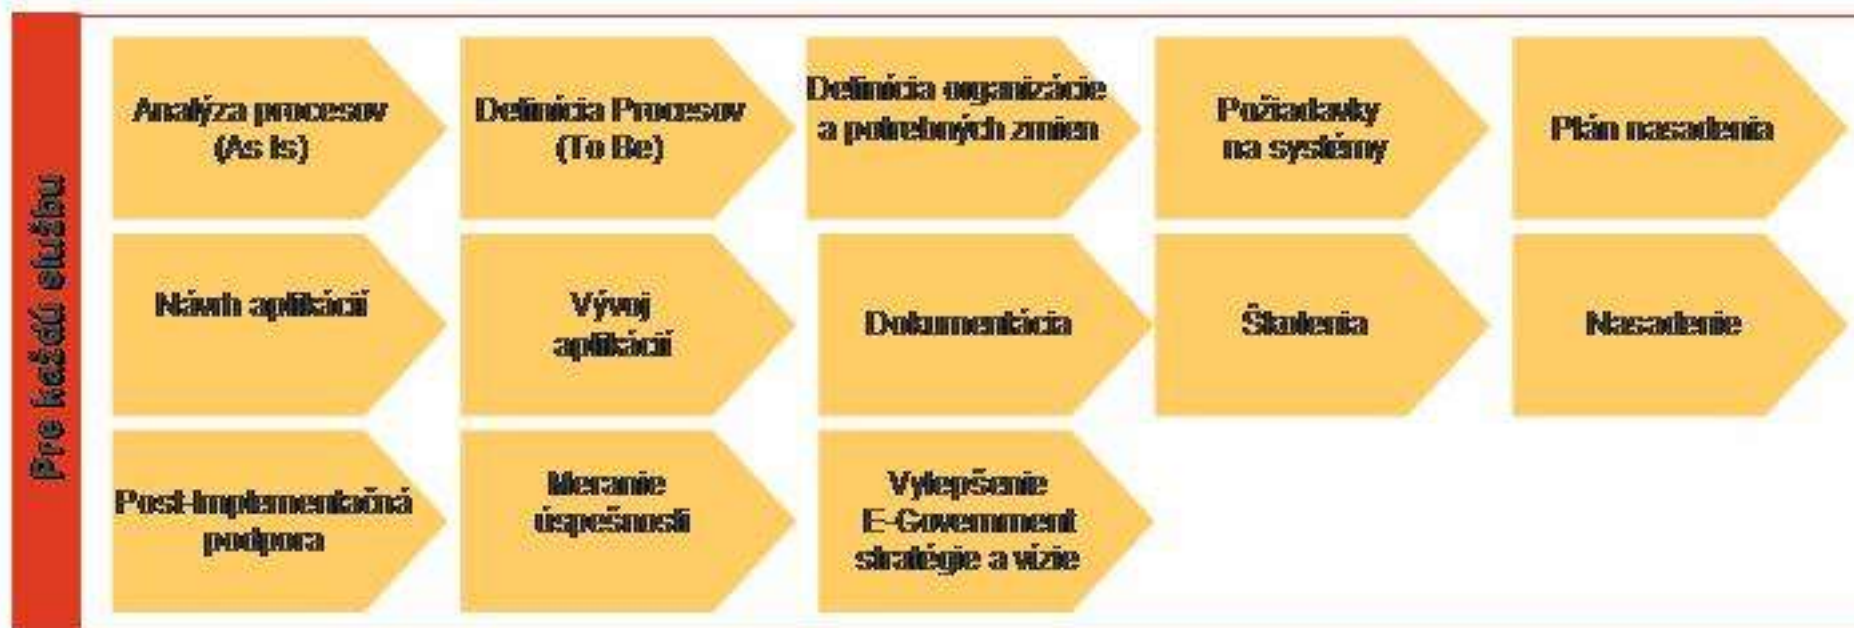 Pre každú službu
Analýza procesov
(As Is)
Definícia Procesov
(To Be)
Definícia organizácie
a potrebných zmien
Požiadavky
na systémy
Plán nasadenia
Návrh aplikácií
Vývoj
aplikácií
Dokumentácia
Školenia
Nasadenie
Post-Implementačná
podpora
Meranie
úspešnosti
Vylepšenie
E-Government
stratégie a vízie